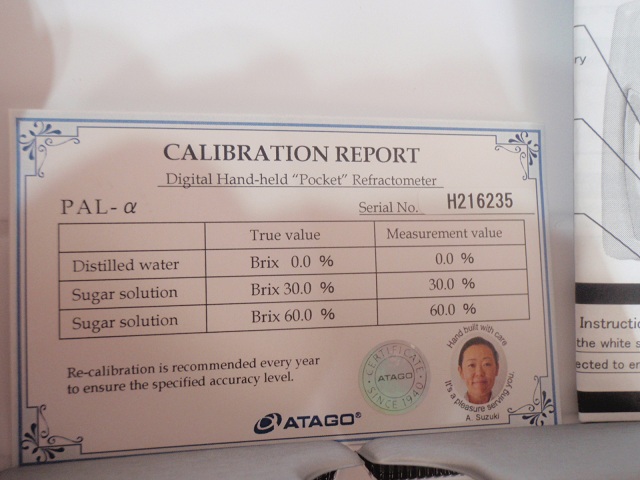 CALIBRATION REPORT
Digital Hand-held “Pocket” Refractometer
PAL-α Serial No. H216235
True value Measurement value
Distilled water Brix 0.0 % 0.0 %
Sugar solution Brix 30.0 % 30.0 %
Sugar solution Brix 60.0 % 60.0 %
Re-calibration is recommended every year
to ensure the specified accuracy level.
CERTIFICATE
ATAGO
SINCE 1940
Hand built with care
It's a pleasure serving you.
A. Suzuki
ATAGO®
ry
Instructi
the white s
ected to er